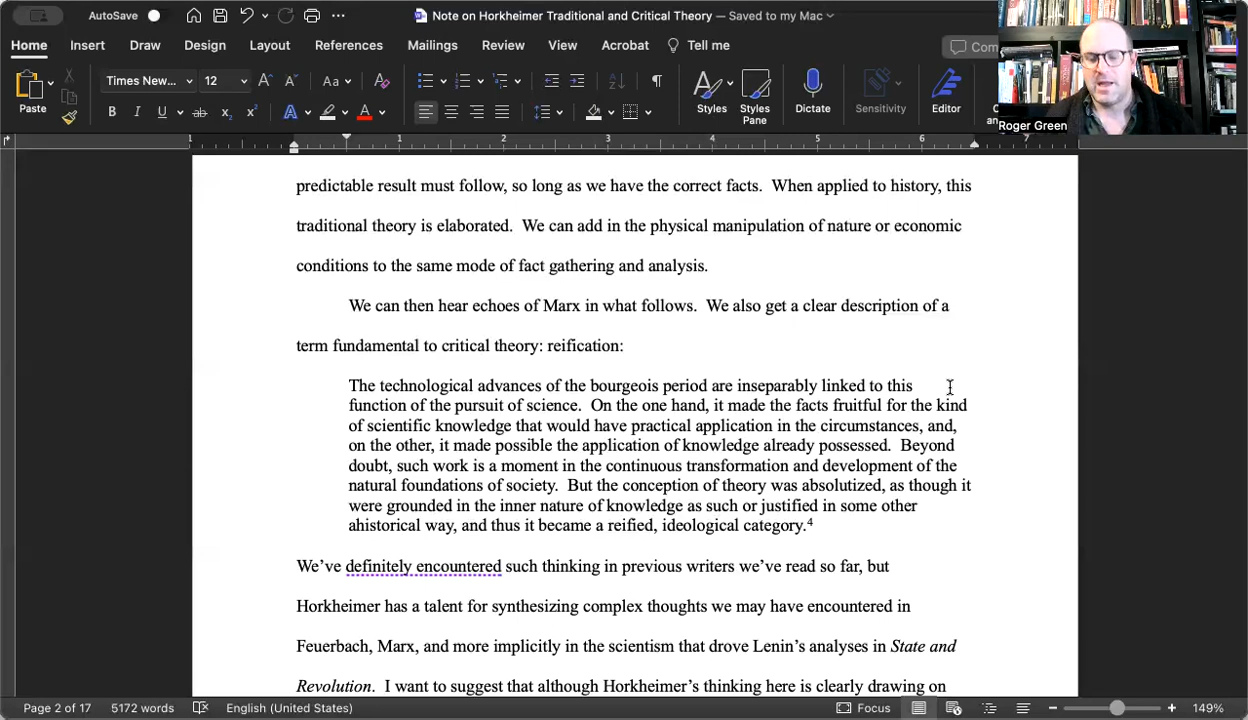 AutoSave
Note on Horkheimer Traditional and Critical Theory — Saved to my Mac
Home Insert Draw Design Layout References Mailings Review View Acrobat Tell me
Times New... 12 Aa A
Paste B I U ab x₂ x² A A Styles Styles Pane Dictate Sensitivity Editor
Roger Green
1 1 2 3 4 5 6 7
predictable result must follow, so long as we have the correct facts. When applied to history, this
traditional theory is elaborated. We can add in the physical manipulation of nature or economic
conditions to the same mode of fact gathering and analysis.
We can then hear echoes of Marx in what follows. We also get a clear description of a
term fundamental to critical theory: reification:
The technological advances of the bourgeois period are inseparably linked to this
function of the pursuit of science. On the one hand, it made the facts fruitful for the kind
of scientific knowledge that would have practical application in the circumstances, and,
on the other, it made possible the application of knowledge already possessed. Beyond
doubt, such work is a moment in the continuous transformation and development of the
natural foundations of society. But the conception of theory was absolutized, as though it
were grounded in the inner nature of knowledge as such or justified in some other
ahistorical way, and thus it became a reified, ideological category.⁴
We’ve definitely encountered such thinking in previous writers we’ve read so far, but
Horkheimer has a talent for synthesizing complex thoughts we may have encountered in
Feuerbach, Marx, and more implicitly in the scientism that drove Lenin’s analyses in State and
Revolution. I want to suggest that although Horkheimer’s thinking here is clearly drawing on
Page 2 of 17 5172 words English (United States) Focus 149%